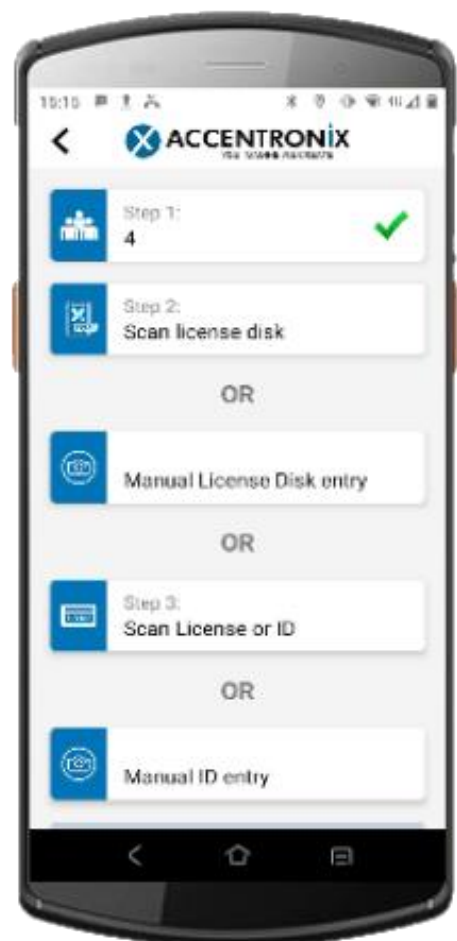 15:15
ACCENTRONiX
Step 1:
4
Step 2:
Scan license disk
OR
Manual License Disk entry
OR
Step 3:
Scan License or ID
OR
Manual ID entry